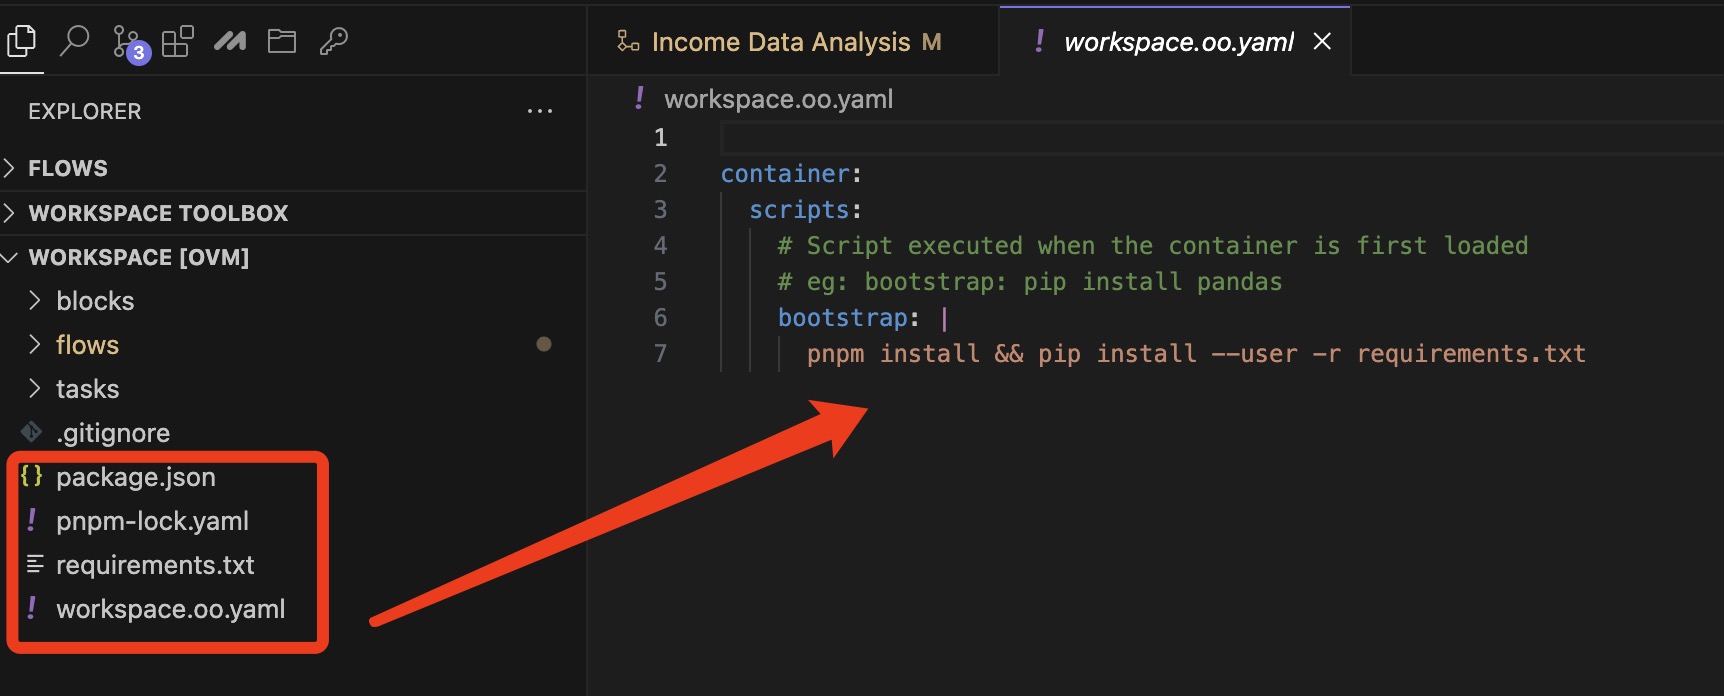 3
Income Data Analysis M
! workspace.oo.yaml
EXPLORER
...
! workspace.oo.yaml
FLOWS
WORKSPACE TOOLBOX
WORKSPACE [OVM]
blocks
flows
tasks
.gitignore
{} package.json
! pnpm-lock.yaml
requirements.txt
! workspace.oo.yaml
1
2 container:
3 scripts:
4 # Script executed when the container is first loaded
5 # eg: bootstrap: pip install pandas
6 bootstrap: |
7 pnpm install && pip install --user -r requirements.txt